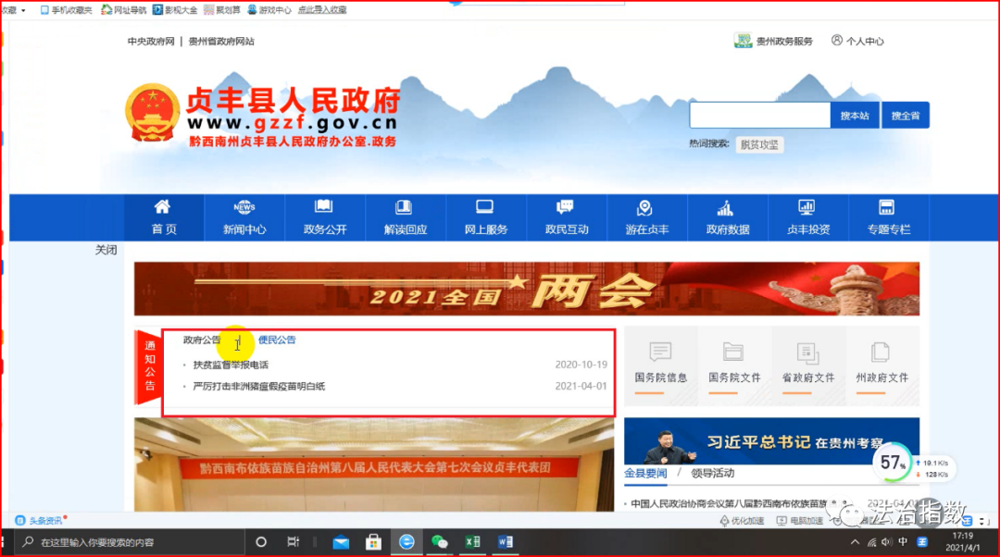 收藏 手机收藏夹 网址导航 影视大全 聚划算 游戏中心 点此导入收藏
中央政府网 | 贵州省政府网站
贵州政务服务 个人中心
贞丰县人民政府
www.gzzf.gov.cn
黔西南州贞丰县人民政府办公室.政务
搜本站 搜全省
热词搜索: 脱贫攻坚
NEWS
首页 新闻中心 政务公开 解读回应 网上服务 政民互动 游在贞丰 政府数据 贞丰投资 专题专栏
关闭
2021全国 两会
通知公告
政府公告 便民公告
· 扶贫监督举报电话 2020-10-19
· 严厉打击非洲猪瘟假疫苗明白纸 2021-04-01
国务院信息 国务院文件 省政府文件 州政府文件
黔西南布依族苗族自治州第八届人民代表大会第七次会议贞丰代表团
习近平总书记在贵州考察
57% 19.1K/s
128K/s
金县要闻 / 领导动态
· 中国人民政治协商会议第八届黔西南布依族苗族 2021-04-01
法治指数
头条资讯 优化加速 电脑加速
在这里输入你要搜索的内容
中
17:19
2021/4/1